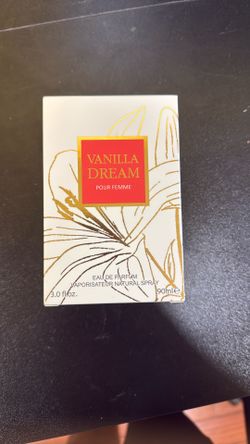 VANILLA
DREAM
POUR FEMME
EAU DE PARFUM
VAPORISATEUR NATURAL SPRAY
3.0 fl oz. 90ml℮